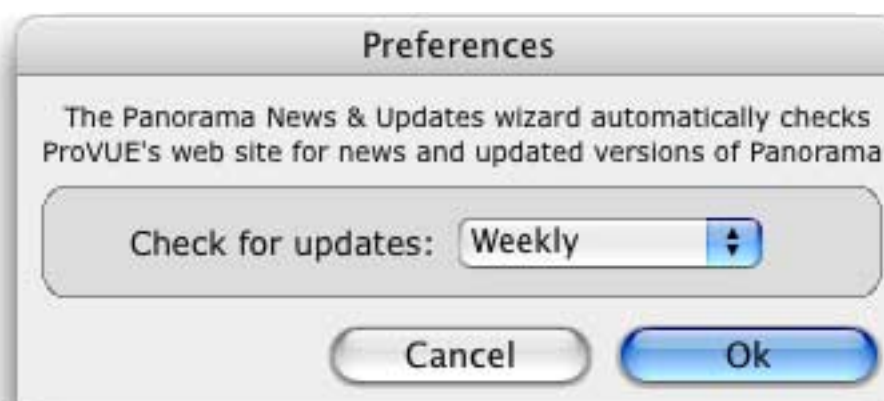 Preferences
The Panorama News & Updates wizard automatically checks
ProVUE's web site for news and updated versions of Panorama
Check for updates: Weekly
Cancel Ok